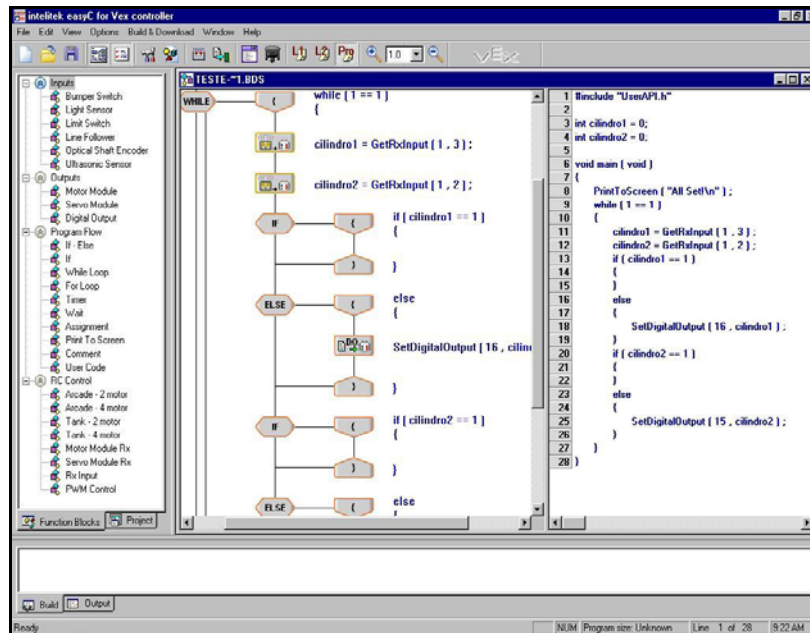 intelitek easyC for Vex controller
File Edit View Options Build & Download Window Help
1.0
vex
Inputs
Bumper Switch
Light Sensor
Limit Switch
Line Follower
Optical Shaft Encoder
Ultrasonic Sensor
Outputs
Motor Module
Servo Module
Digital Output
Program Flow
If - Else
If
While Loop
For Loop
Timer
Wait
Assignment
Print To Screen
Comment
User Code
RC Control
Arcade - 2 motor
Arcade - 4 motor
Tank - 2 motor
Tank - 4 motor
Motor Module Rx
Servo Module Rx
Rx Input
PWM Control
Function Blocks Project
TESTE-~1.BDS
WHILE { while ( 1 == 1 )
{
cilindro1 = GetRxInput ( 1 , 3 ) ;
cilindro2 = GetRxInput ( 1 , 2 ) ;
IF { if ( cilindro1 == 1 )
{
} }
ELSE { else
{
DO SetDigitalOutput ( 16 , cilin
} }
IF { if ( cilindro2 == 1 )
{
} }
ELSE { else
1 #include "UserAPI.h"
2
3 int cilindro1 = 0;
4 int cilindro2 = 0;
5
6 void main ( void )
7 {
8 PrintToScreen ( "All Set!\n" ) ;
9 while ( 1 == 1 )
10 {
11 cilindro1 = GetRxInput ( 1 , 3 ) ;
12 cilindro2 = GetRxInput ( 1 , 2 ) ;
13 if ( cilindro1 == 1 )
14 {
15 }
16 else
17 {
18 SetDigitalOutput ( 16 , cilindro1 ) ;
19 }
20 if ( cilindro2 == 1 )
21 {
22 }
23 else
24 {
25 SetDigitalOutput ( 15 , cilindro2 ) ;
26 }
27 }
28 }
Build Output
Ready NUM Program size: Unknown Line 1 of 28 9:22 AM